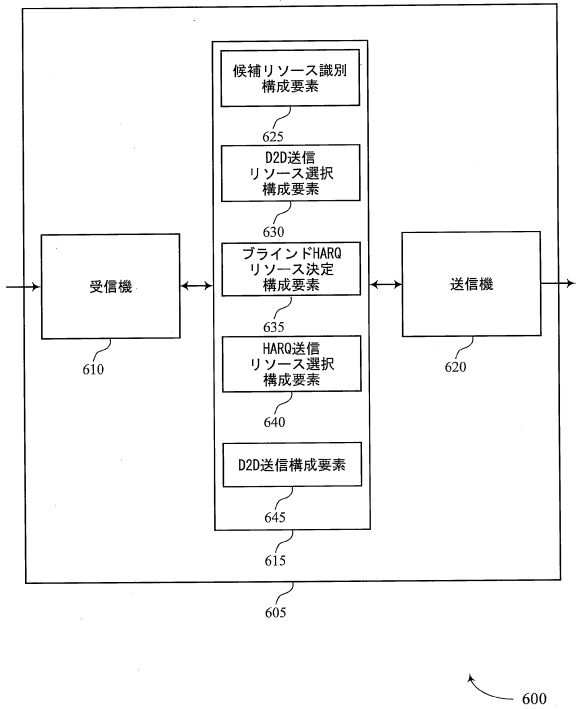 候補リソース識別
構成要素
625
D2D送信
リソース選択
構成要素
630
ブラインドHARQ
リソース決定
構成要素
635
受信機
610
送信機
620
HARQ送信
リソース選択
構成要素
640
D2D送信構成要素
645
615
605
600